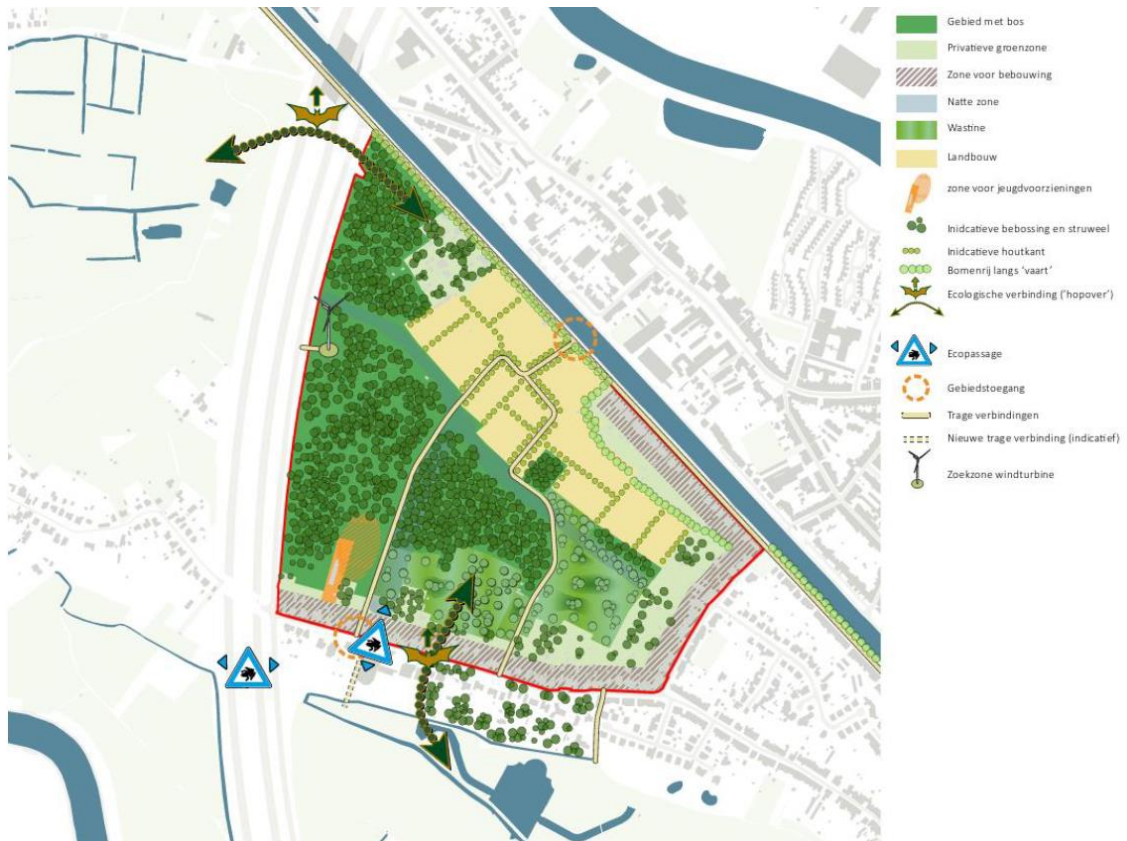 Gebied met bos
Privatieve groenzone
Zone voor bebouwing
Natte zone
Wastine
Landbouw
zone voor jeugdvoorzieningen
Inidcatieve bebossing en struweel
Inidcatieve houtkant
Bomenrij langs 'vaart'
Ecologische verbinding ('hopover')
Ecopassage
Gebiedstoegang
Trage verbindingen
Nieuwe trage verbinding (indicatief)
Zoekzone windturbine